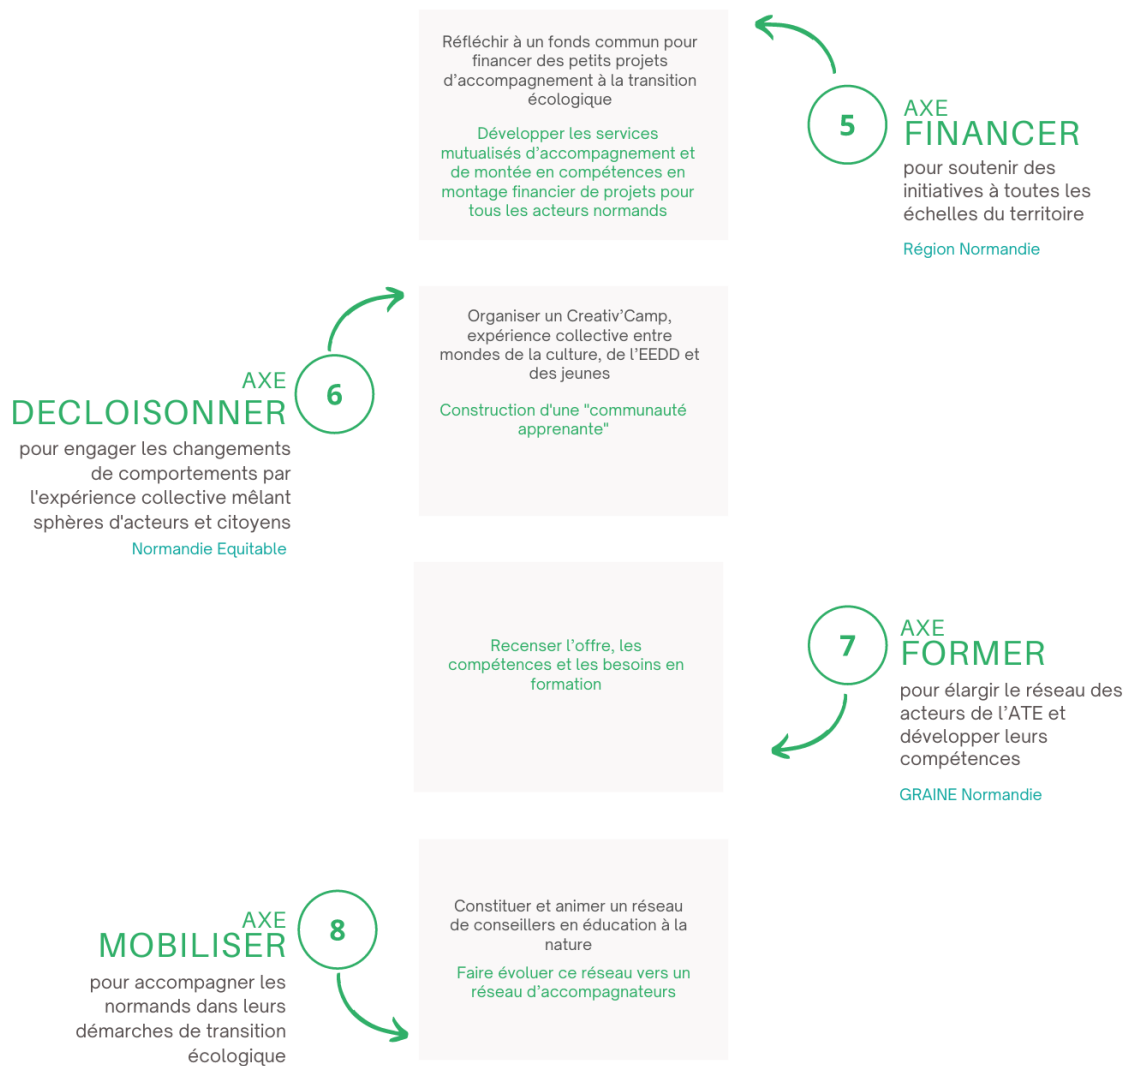 Réfléchir à un fonds commun pour
financer des petits projets
d'accompagnement à la transition
écologique
Développer les services
mutualisés d'accompagnement et
de montée en compétences en
montage financier de projets pour
tous les acteurs normands
5
AXE
FINANCER
pour soutenir des
initiatives à toutes les
échelles du territoire
Région Normandie
6
AXE
DECLOISONNER
pour engager les changements
de comportements par
l'expérience collective mêlant
sphères d'acteurs et citoyens
Normandie Equitable
Organiser un Creativ'Camp,
expérience collective entre
mondes de la culture, de l'EEDD et
des jeunes
Construction d'une "communauté
apprenante"
Recenser l'offre, les
compétences et les besoins en
formation
7
AXE
FORMER
pour élargir le réseau des
acteurs de l'ATE et
développer leurs
compétences
GRAINE Normandie
8
AXE
MOBILISER
pour accompagner les
normands dans leurs
démarches de transition
écologique
Constituer et animer un réseau
de conseillers en éducation à la
nature
Faire évoluer ce réseau vers un
réseau d'accompagnateurs